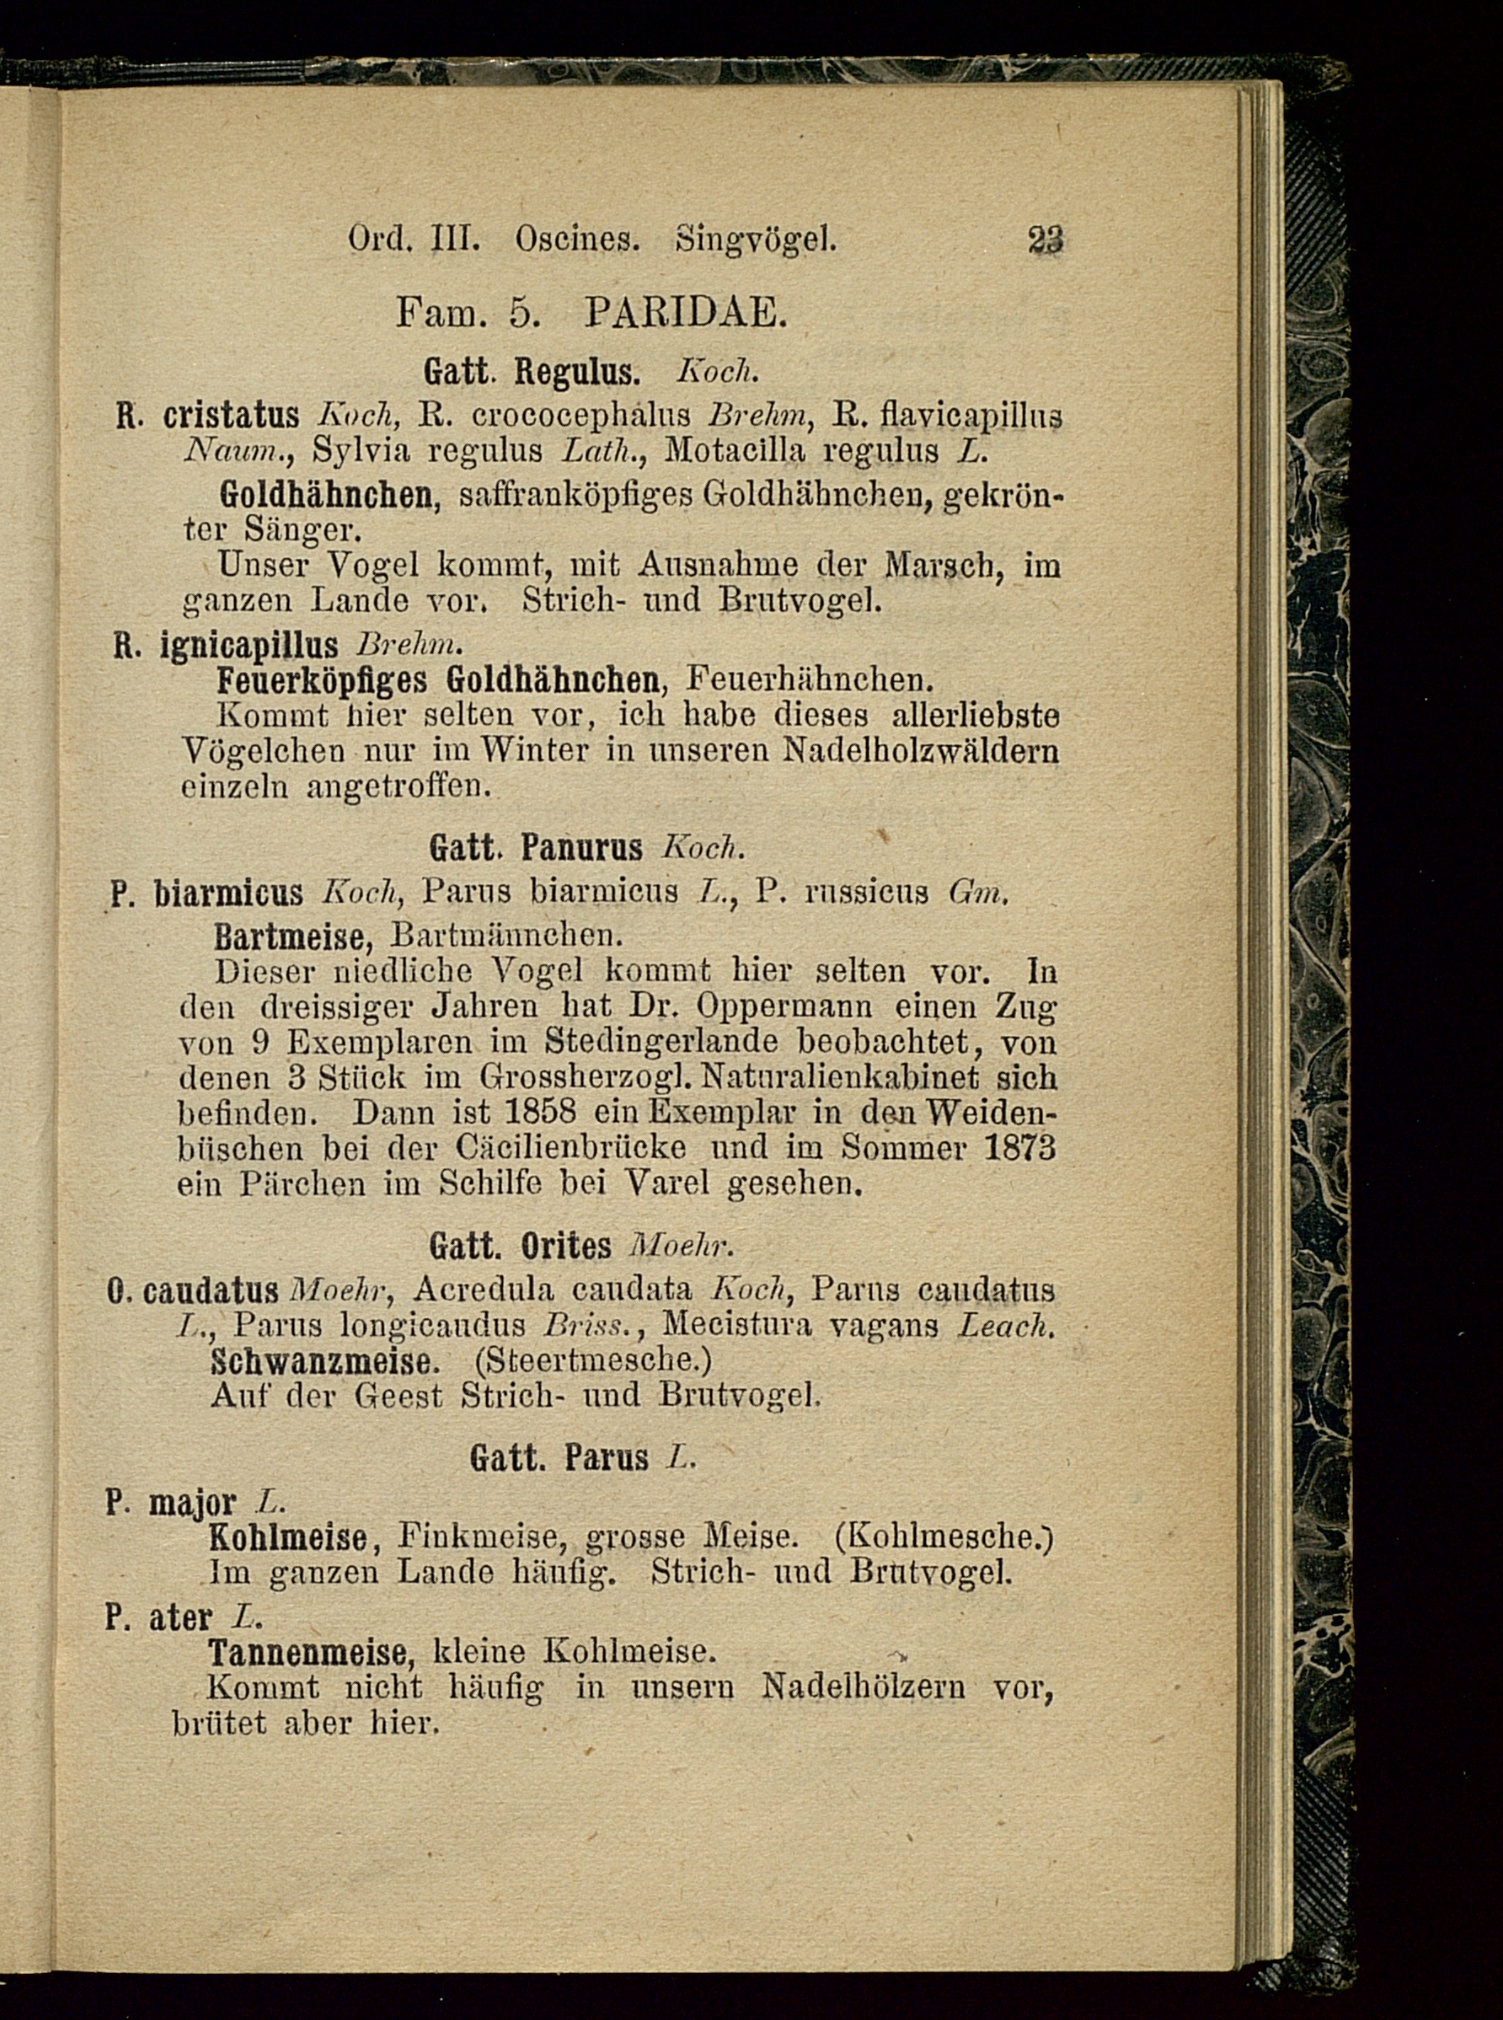 Ord. III. Oscines. Singvögel. 23
Fam. 5. PARIDAE.
Gatt. Regulus. Koch.
R. cristatus Koch, R. crococephalus Brehm, R. flavicapillus
Naum., Sylvia regulus Lath., Motacilla regulus L.
Goldhähnchen, saffranköpfiges Goldhähnchen, gekrön-
ter Sänger.
Unser Vogel kommt, mit Ausnahme der Marsch, im
ganzen Lande vor. Strich- und Brutvogel.
R. ignicapillus Brehm.
Feuerköpfiges Goldhähnchen, Feuerhähnchen.
Kommt hier selten vor, ich habe dieses allerliebste
Vögelchen nur im Winter in unseren Nadelholzwäldern
einzeln angetroffen.
Gatt. Panurus Koch.
P. biarmicus Koch, Parus biarmicus L., P. russicus Gm.
Bartmeise, Bartmännchen.
Dieser niedliche Vogel kommt hier selten vor. In
den dreissiger Jahren hat Dr. Oppermann einen Zug
von 9 Exemplaren im Stedingerlande beobachtet, von
denen 3 Stück im Grossherzogl. Naturalienkabinet sich
befinden. Dann ist 1858 ein Exemplar in den Weiden-
büschen bei der Cäcilienbrücke und im Sommer 1873
ein Pärchen im Schilfe bei Varel gesehen.
Gatt. Orites Moehr.
O. caudatus Moehr, Acredula caudata Koch, Parus caudatus
L., Parus longicaudus Briss., Mecistura vagans Leach.
Schwanzmeise. (Steertmesche.)
Auf der Geest Strich- und Brutvogel.
Gatt. Parus L.
P. major L.
Kohlmeise, Finkmeise, grosse Meise. (Kohlmesche.)
Im ganzen Lande häufig. Strich- und Brutvogel.
P. ater L.
Tannenmeise, kleine Kohlmeise.
Kommt nicht häufig in unsern Nadelhölzern vor,
brütet aber hier.